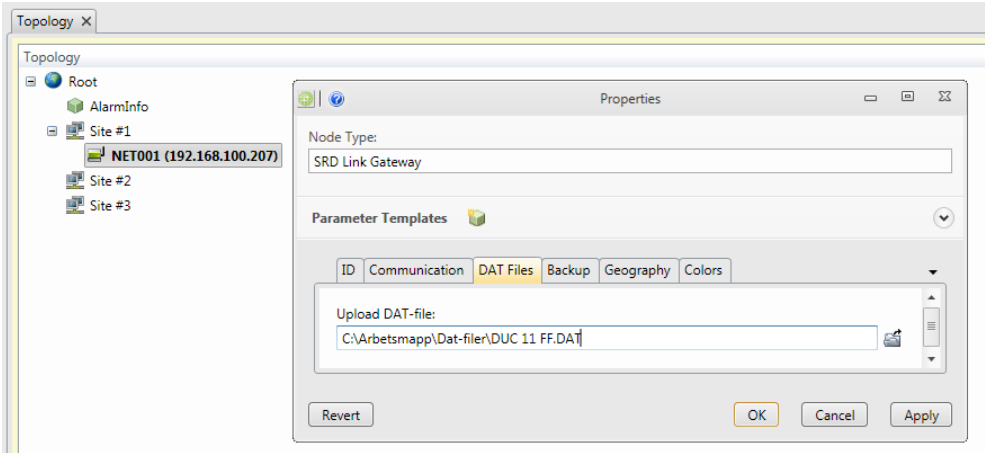 Topology
Topology
Root
AlarmInfo
Site #1
NET001 (192.168.100.207)
Site #2
Site #3
Properties
Node Type:
SRD Link Gateway
Parameter Templates
ID Communication DAT Files Backup Geography Colors
Upload DAT-file:
C:\Arbetsmapp\Dat-filer\DUC 11 FF.DAT
Revert OK Cancel Apply